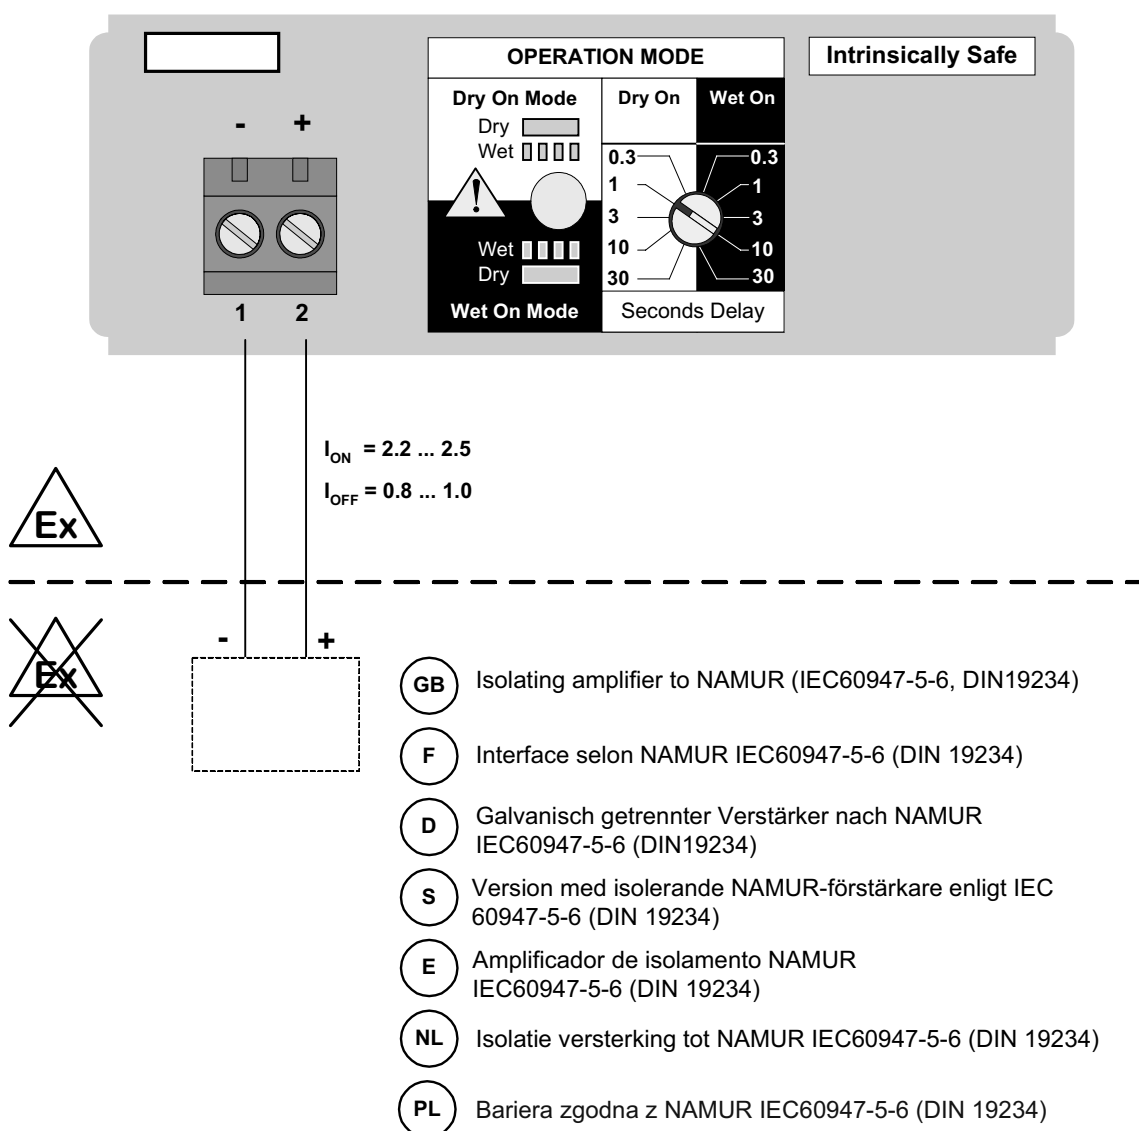 OPERATION MODE
Intrinsically Safe
Dry On Mode
Dry
Wet
!
Wet
Dry
Wet On Mode
Dry On
Wet On
0.3
0.3
1
1
3
3
10
10
30
30
Seconds Delay
- +
1 2
I_ON = 2.2 ... 2.5
I_OFF = 0.8 ... 1.0
Ex
Ex
- +
GB Isolating amplifier to NAMUR (IEC60947-5-6, DIN19234)
F Interface selon NAMUR IEC60947-5-6 (DIN 19234)
D Galvanisch getrennter Verstärker nach NAMUR
IEC60947-5-6 (DIN19234)
S Version med isolerande NAMUR-förstärkare enligt IEC
60947-5-6 (DIN 19234)
E Amplificador de isolamento NAMUR
IEC60947-5-6 (DIN 19234)
NL Isolatie versterking tot NAMUR IEC60947-5-6 (DIN 19234)
PL Bariera zgodna z NAMUR IEC60947-5-6 (DIN 19234)